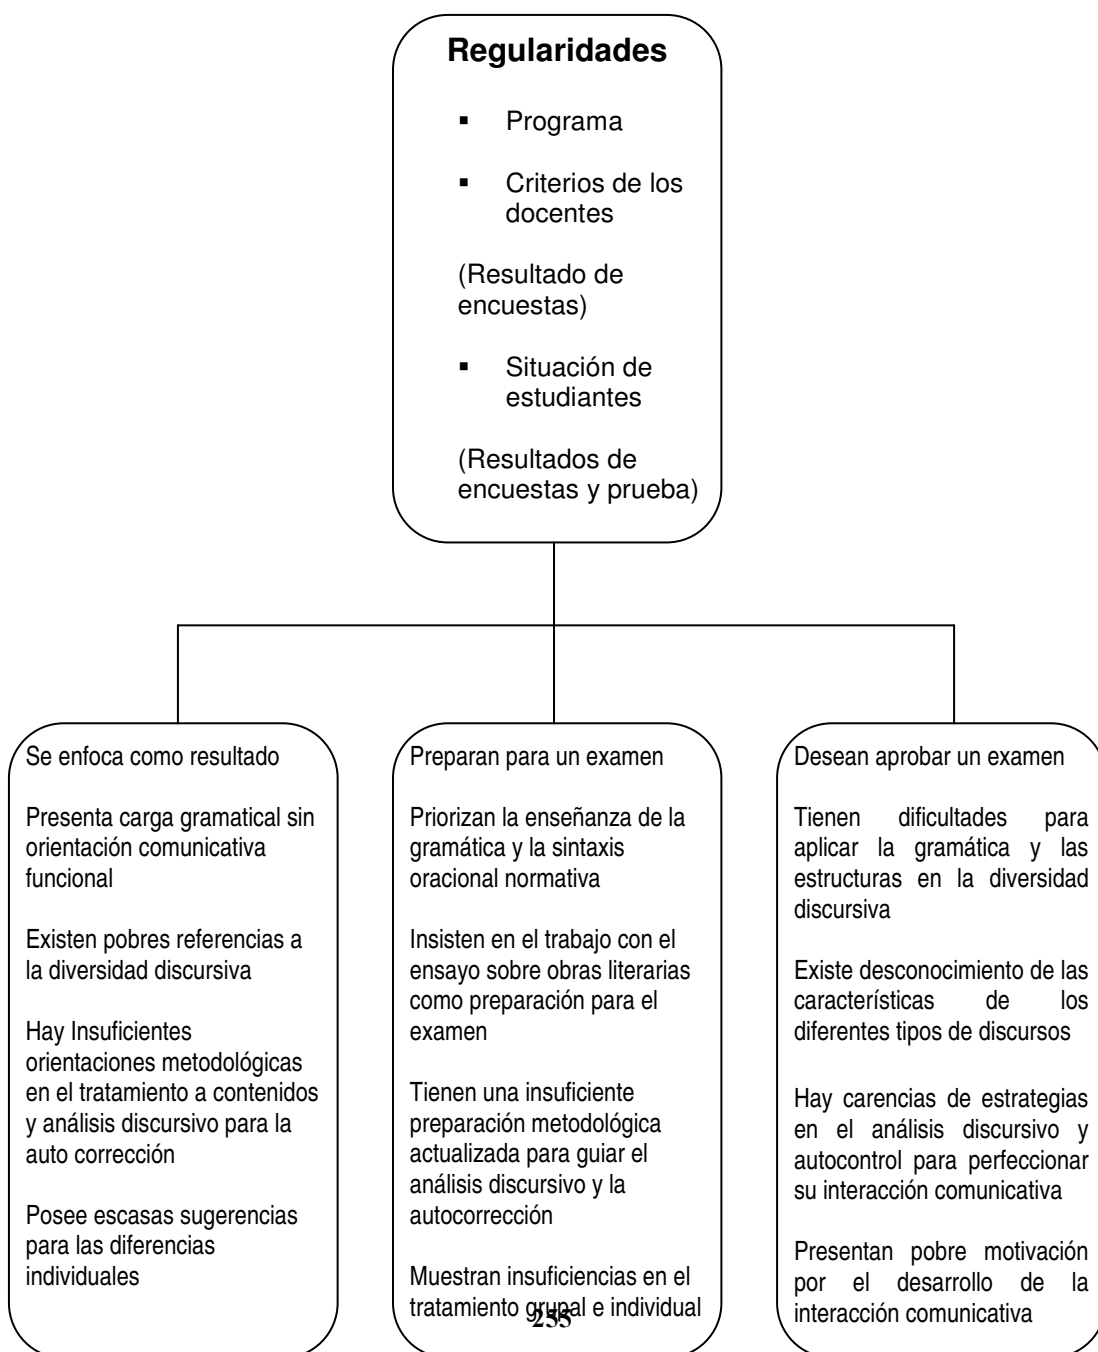 Regularidades
▪ Programa
▪ Criterios de los
docentes
(Resultado de
encuestas)
▪ Situación de
estudiantes
(Resultados de
encuestas y prueba)
Se enfoca como resultado
Presenta carga gramatical sin
orientación comunicativa
funcional
Existen pobres referencias a
la diversidad discursiva
Hay Insuficientes
orientaciones metodológicas
en el tratamiento a contenidos
y análisis discursivo para la
auto corrección
Posee escasas sugerencias
para las diferencias
individuales
Preparan para un examen
Priorizan la enseñanza de la
gramática y la sintaxis
oracional normativa
Insisten en el trabajo con el
ensayo sobre obras literarias
como preparación para el
examen
Tienen una insuficiente
preparación metodológica
actualizada para guiar el
análisis discursivo y la
autocorrección
Muestran insuficiencias en el
tratamiento grupal e individual
Desean aprobar un examen
Tienen dificultades para
aplicar la gramática y las
estructuras en la diversidad
discursiva
Existe desconocimiento de las
características de los
diferentes tipos de discursos
Hay carencias de estrategias
en el análisis discursivo y
autocontrol para perfeccionar
su interacción comunicativa
Presentan pobre motivación
por el desarrollo de la
interacción comunicativa
255